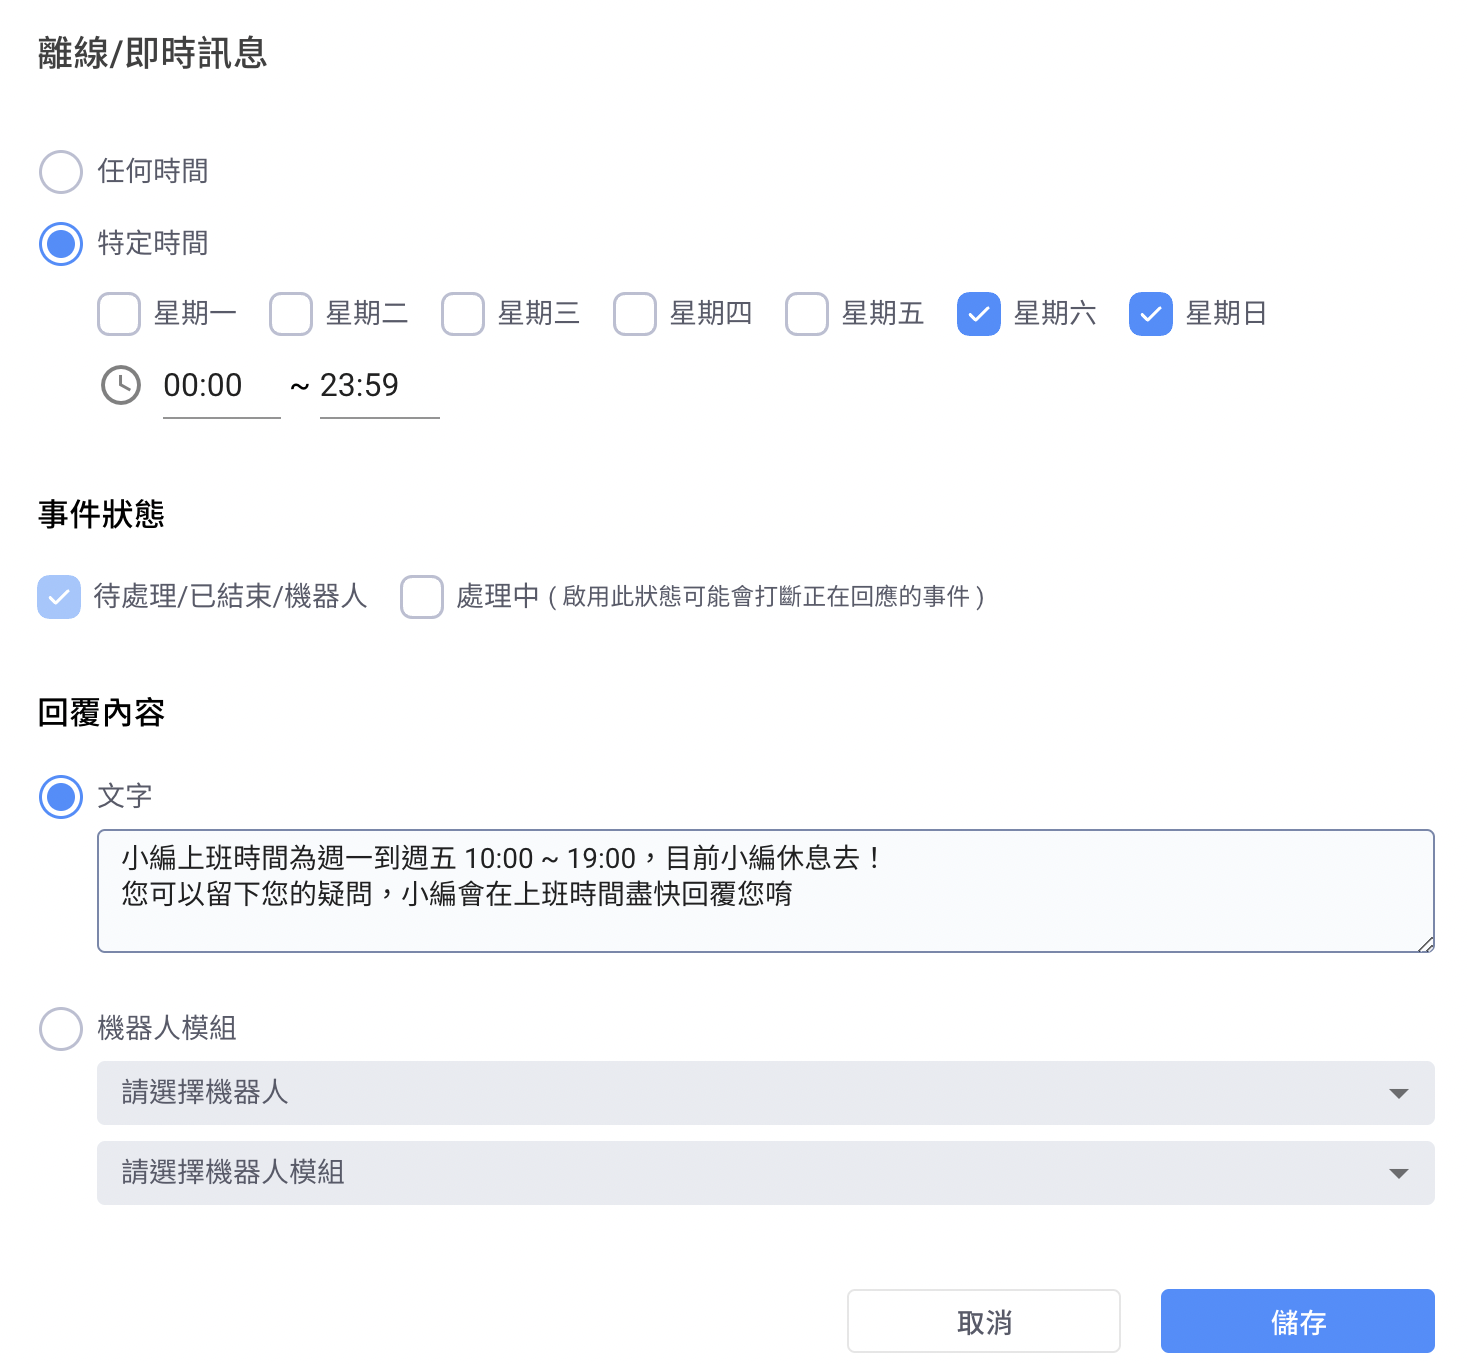 離線/即時訊息
任何時間
特定時間
星期一 星期二 星期三 星期四 星期五 星期六 星期日
00:00 ~ 23:59
事件狀態
待處理/已結束/機器人 處理中 ( 啟用此狀態可能會打斷正在回應的事件 )
回覆內容
文字
小編上班時間為週一到週五 10:00 ~ 19:00，目前小編休息去！
您可以留下您的疑問，小編會在上班時間盡快回覆您唷
機器人模組
請選擇機器人
請選擇機器人模組
取消 儲存